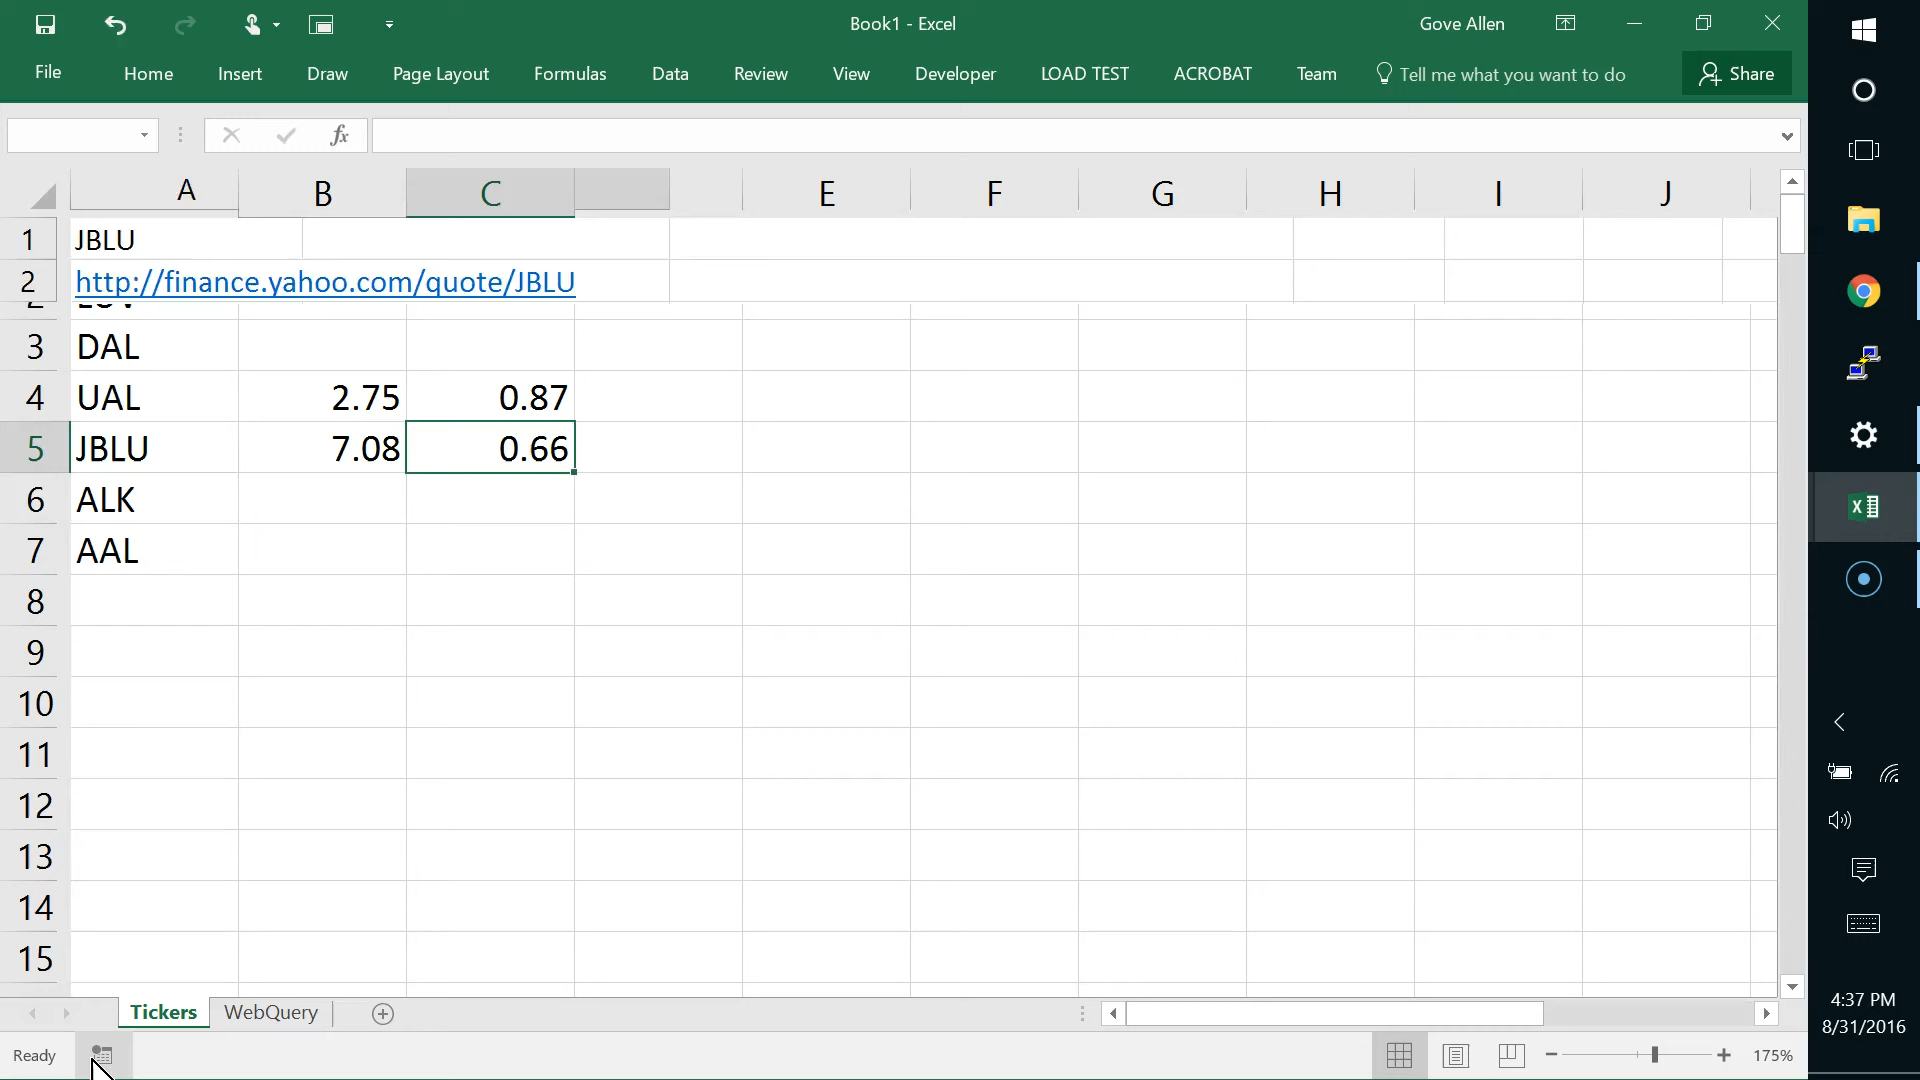 Book1 - Excel
Gove Allen
File Home Insert Draw Page Layout Formulas Data Review View Developer LOAD TEST ACROBAT Team Tell me what you want to do Share
fx
A B C E F G H I J
1 JBLU
2 http://finance.yahoo.com/quote/JBLU
3 DAL
4 UAL 2.75 0.87
5 JBLU 7.08 0.66
6 ALK
7 AAL
8
9
10
11
12
13
14
15
Tickers WebQuery
Ready
175%
4:37 PM
8/31/2016